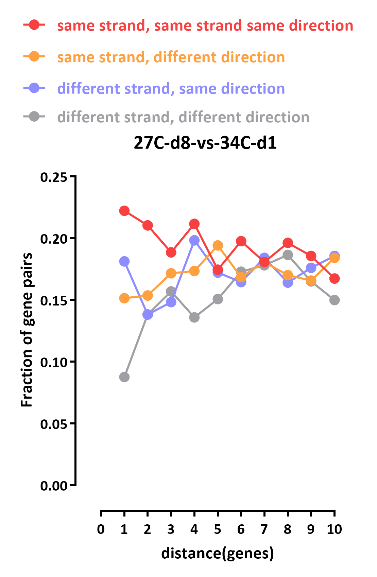 same strand, same strand same direction
same strand, different direction
different strand, same direction
different strand, different direction
27C-d8-vs-34C-d1
Fraction of gene pairs
0.25
0.20
0.15
0.10
0.05
0.00
0 1 2 3 4 5 6 7 8 9 10
distance(genes)